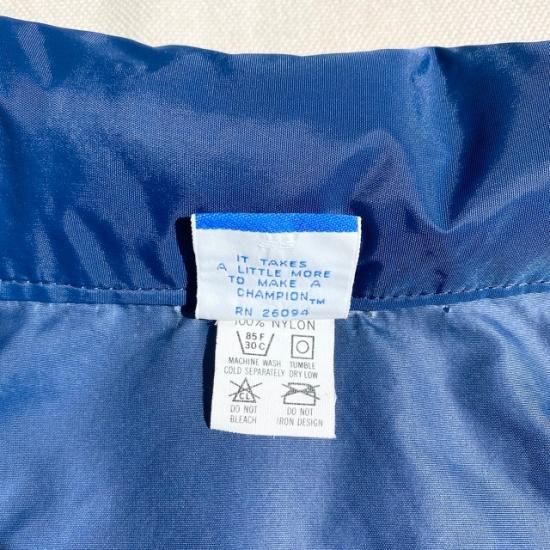 IT TAKES
A LITTLE MORE
TO MAKE A
CHAMPION™
RN 26094
100% NYLON
85F
30C
MACHINE WASH TUMBLE
COLD SEPARATELY DRY LOW
CL
DO NOT DO NOT
BLEACH IRON DESIGN